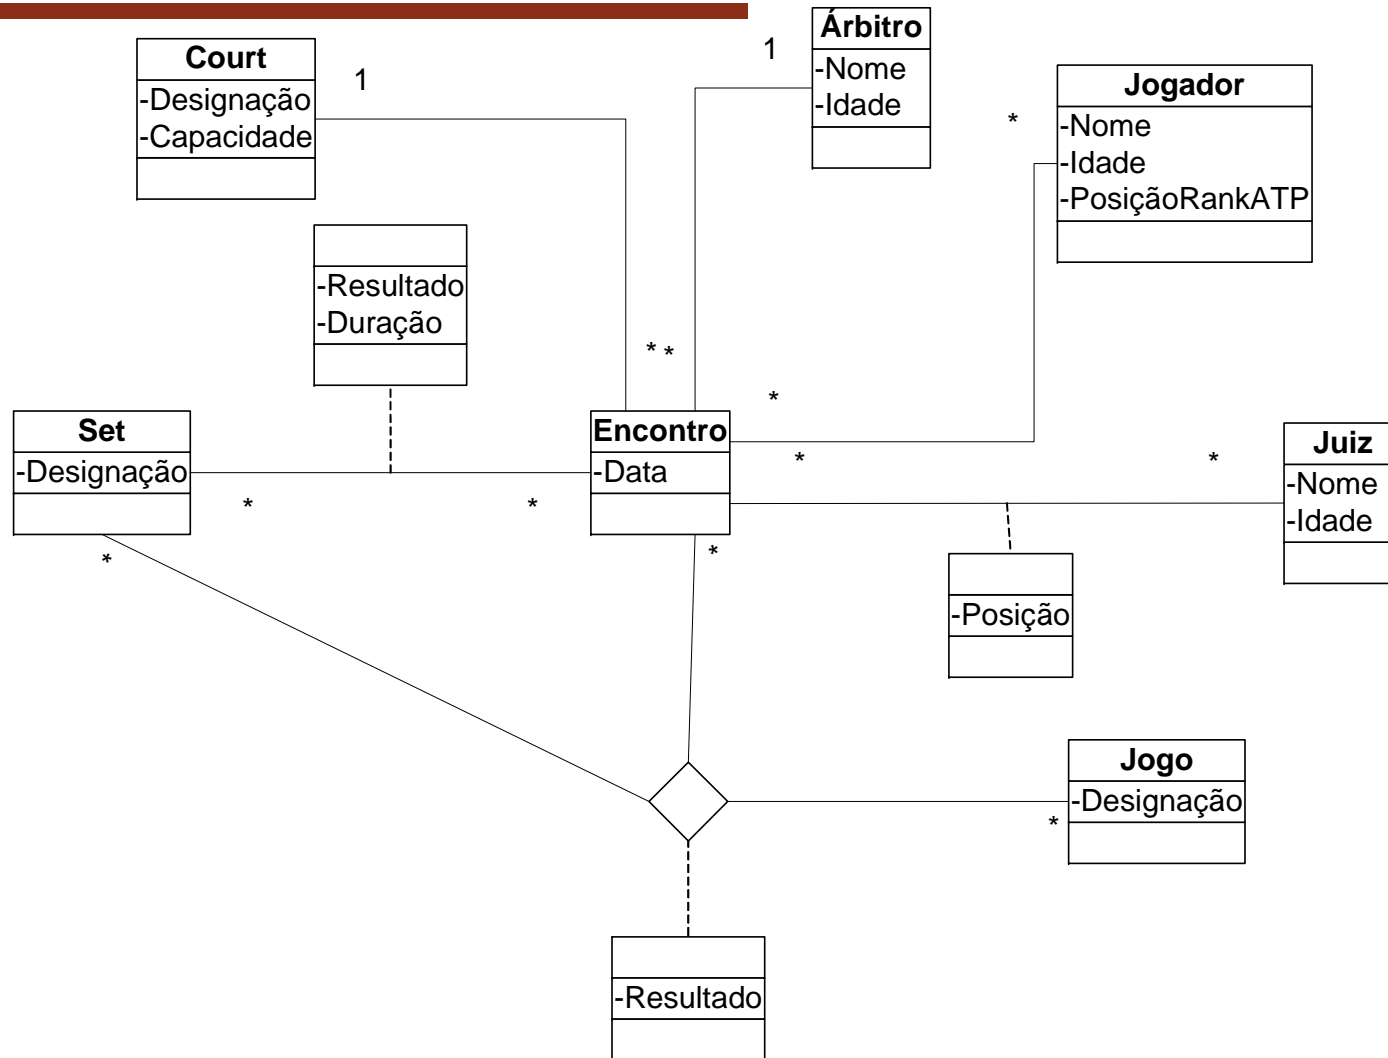 Court
-Designação
-Capacidade
1
Árbitro
-Nome
-Idade
1
Jogador
-Nome
-Idade
-PosiçãoRankATP
*
-Resultado
-Duração
* *
*
Set
-Designação
*
*
Encontro
-Data
*
*
Juiz
-Nome
-Idade
*
*
-Posição
Jogo
-Designação
*
-Resultado